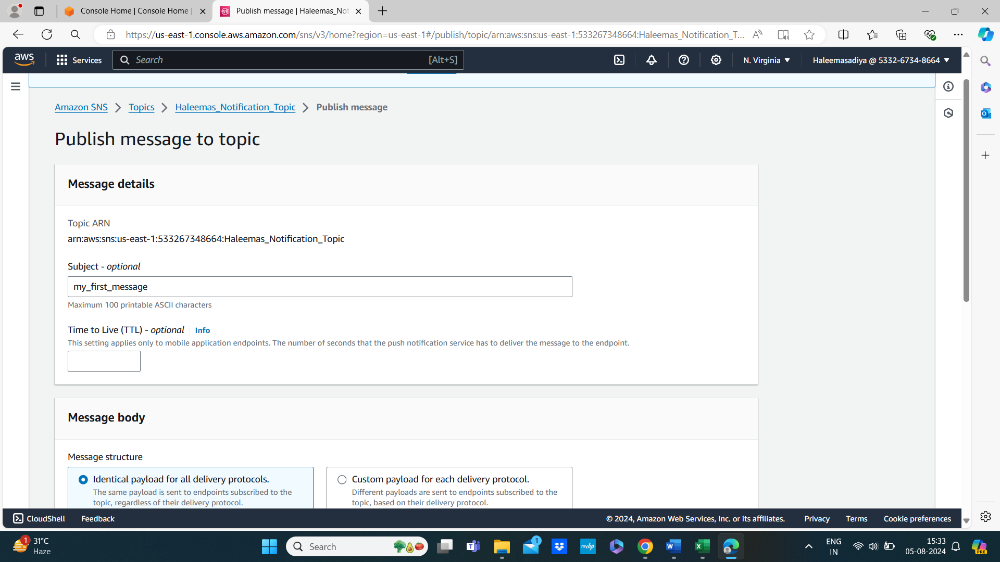 Console Home | Console Home |
Publish message | Haleemas_Not
https://us-east-1.console.aws.amazon.com/sns/v3/home?region=us-east-1#/publish/topic/arn:aws:sns:us-east-1:533267348664:Haleemas_Notification_T...
aws
Services
Search
[Alt+S]
N. Virginia
Haleemasadiya @ 5332-6734-8664
Amazon SNS
Topics
Haleemas_Notification_Topic
Publish message
Publish message to topic
Message details
Topic ARN
arn:aws:sns:us-east-1:533267348664:Haleemas_Notification_Topic
Subject - optional
my_first_message
Maximum 100 printable ASCII characters
Time to Live (TTL) - optional
Info
This setting applies only to mobile application endpoints. The number of seconds that the push notification service has to deliver the message to the endpoint.
Message body
Message structure
Identical payload for all delivery protocols.
The same payload is sent to endpoints subscribed to the
topic, regardless of their delivery protocol.
Custom payload for each delivery protocol.
Different payloads are sent to endpoints subscribed to the
topic, based on their delivery protocol.
CloudShell
Feedback
© 2024, Amazon Web Services, Inc. or its affiliates.
Privacy
Terms
Cookie preferences
1
31°C
Haze
Search
1
myhp
ENG
IN
15:33
05-08-2024
PRE